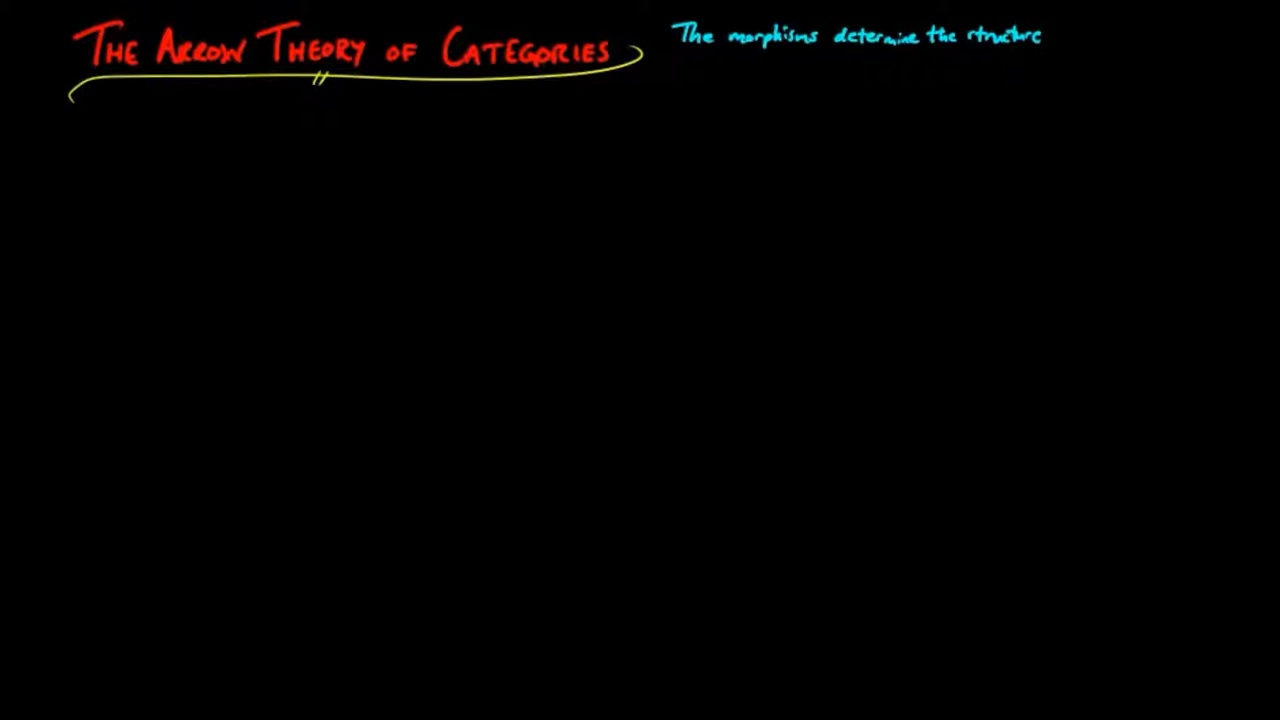 THE ARROW THEORY OF CATEGORIES
The morphisms determine the structure